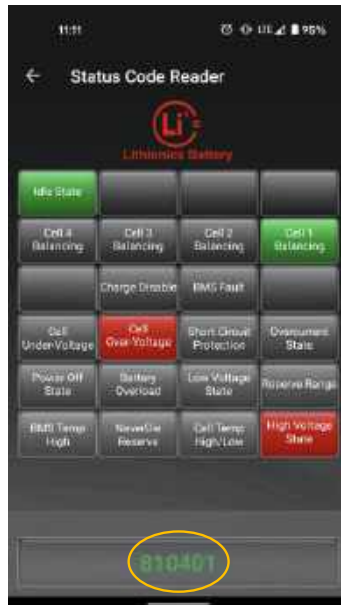 11:11 LTE 95%
Status Code Reader
Li
Lithionics Battery
Idle State
Cell 4 Balancing Cell 3 Balancing Cell 2 Balancing Cell 1 Balancing
Charge Disable BMS Fault
Cell Under-Voltage Cell Over-Voltage Short Circuit Protection Overcurrent State
Power Off State Battery Overload Low Voltage State Reserve Range
BMS Temp High NeverDie Reserve Cell Temp High/Low High Voltage State
810401